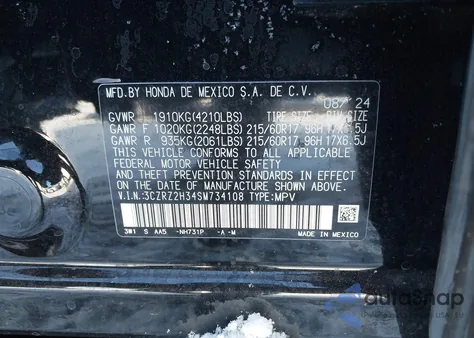 MFD.BY HONDA DE MEXICO S.A. DE C.V.
08/24
GVWR 1910KG(4210LBS) TIRE SIZE RIM SIZE
GAWR F 1020KG(2248LBS) 215/60R17 96H 17X6.5J
GAWR R 935KG(2061LBS) 215/60R17 96H 17X6.5J
THIS VEHICLE CONFORMS TO ALL APPLICABLE
FEDERAL MOTOR VEHICLE SAFETY
AND THEFT PREVENTION STANDARDS IN EFFECT
ON THE DATE OF MANUFACTURE SHOWN ABOVE.
V.I.N.:3CZRZ2H34SM734108 TYPE:MPV
3W1 S AA5 -NH731P -A -M
MADE IN MEXICO
AutoSnap